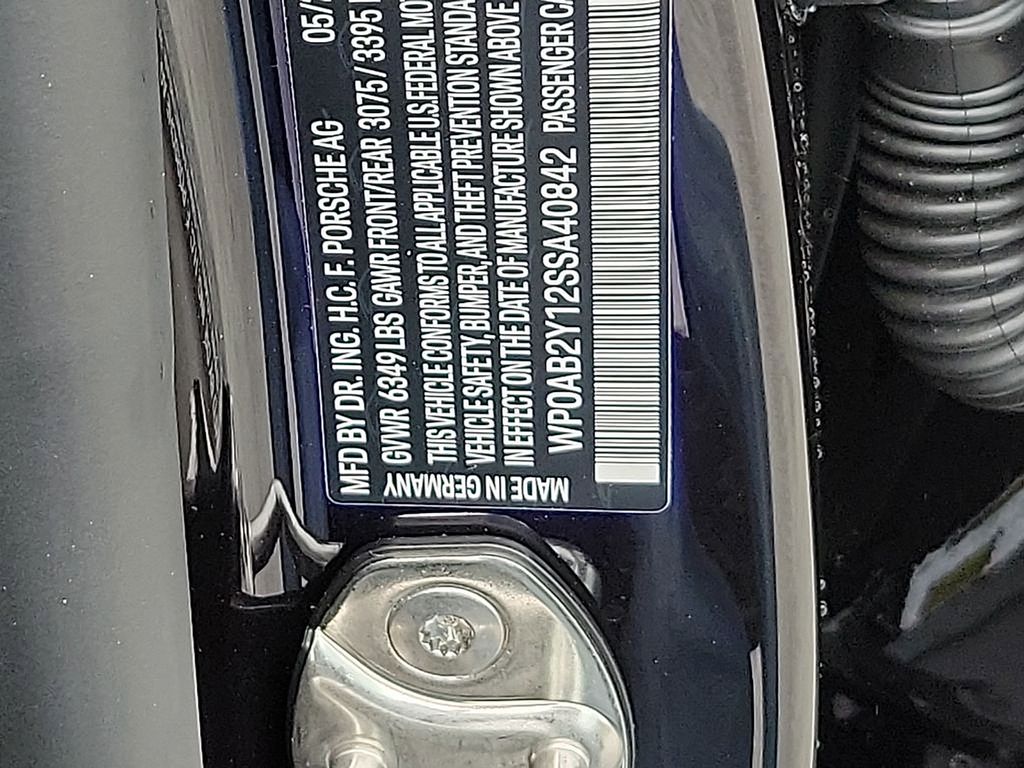 MFD BY DR. ING. H.C. F. PORSCHE AG 05/
GVWR 6349 LBS GAWR FRONT/REAR 3075 / 3395
THIS VEHICLE CONFORMS TO ALL APPLICABLE U.S. FEDERAL
VEHICLE SAFETY, BUMPER, AND THEFT PREVENTION
IN EFFECT ON THE DATE OF MANUFACTURE SHOWN ABOVE
WP0AB2Y12SSA40842 PASSENGER
MADE IN GERMANY